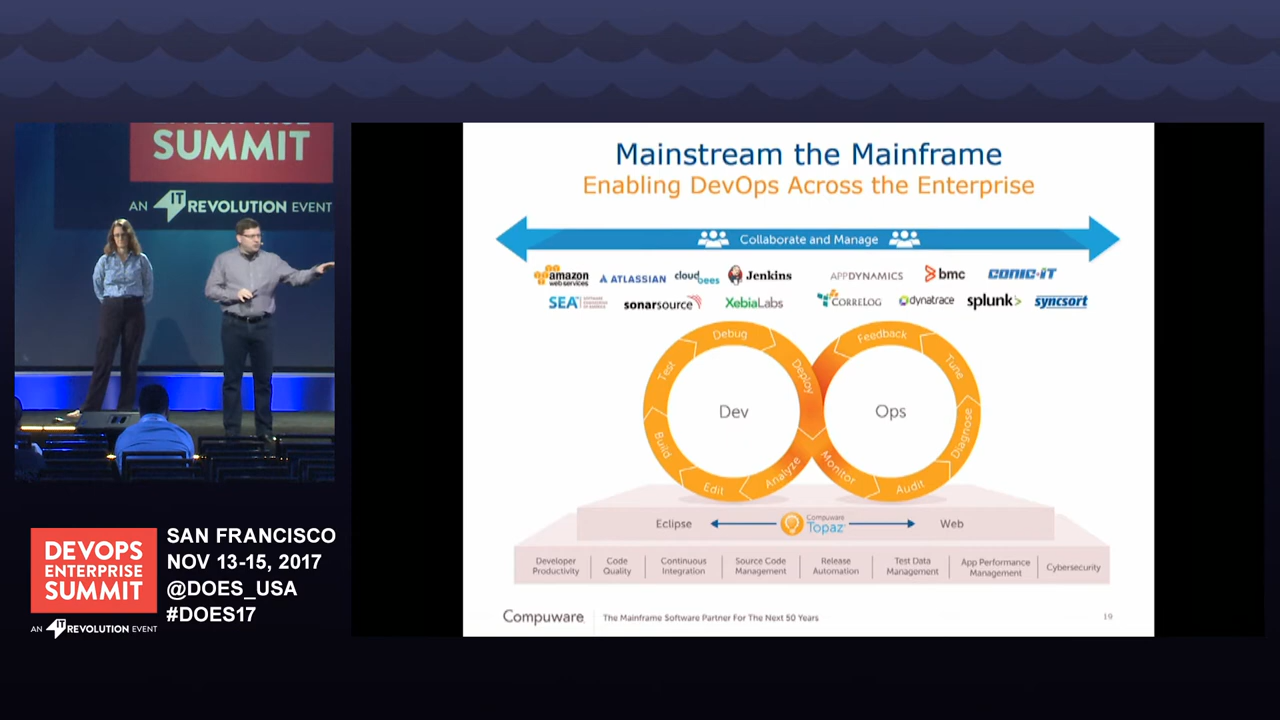 SUMMIT
AN IT REVOLUTION EVENT
DEVOPS
ENTERPRISE
SUMMIT
AN IT REVOLUTION EVENT
SAN FRANCISCO
NOV 13-15, 2017
@DOES_USA
#DOES17
Mainstream the Mainframe
Enabling DevOps Across the Enterprise
Collaborate and Manage
amazon web services
ATLASSIAN
cloudbees
Jenkins
APPDYNAMICS
bmc
CONIC-IT
SEA
sonarsource
XebiaLabs
CORRELOG
dynatrace
splunk>
syncsort
Debug
Deploy
Test
Build
Edit
Analyze
Dev
Feedback
Tune
Diagnose
Audit
Monitor
Ops
Eclipse
Compuware
Topaz
Web
Developer Productivity
Code Quality
Continuous Integration
Source Code Management
Release Automation
Test Data Management
App Performance Management
Cybersecurity
Compuware
The Mainframe Software Partner For The Next 50 Years
19